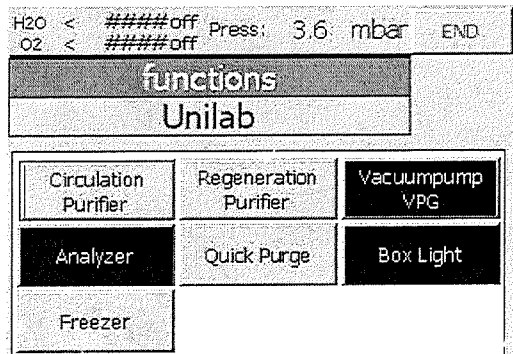 H2O < ####off Press: 3.6 mbar END
O2 < ####off
functions
Unilab
Circulation Purifier
Regeneration Purifier
Vacuumpump VPG
Analyzer
Quick Purge
Box Light
Freezer